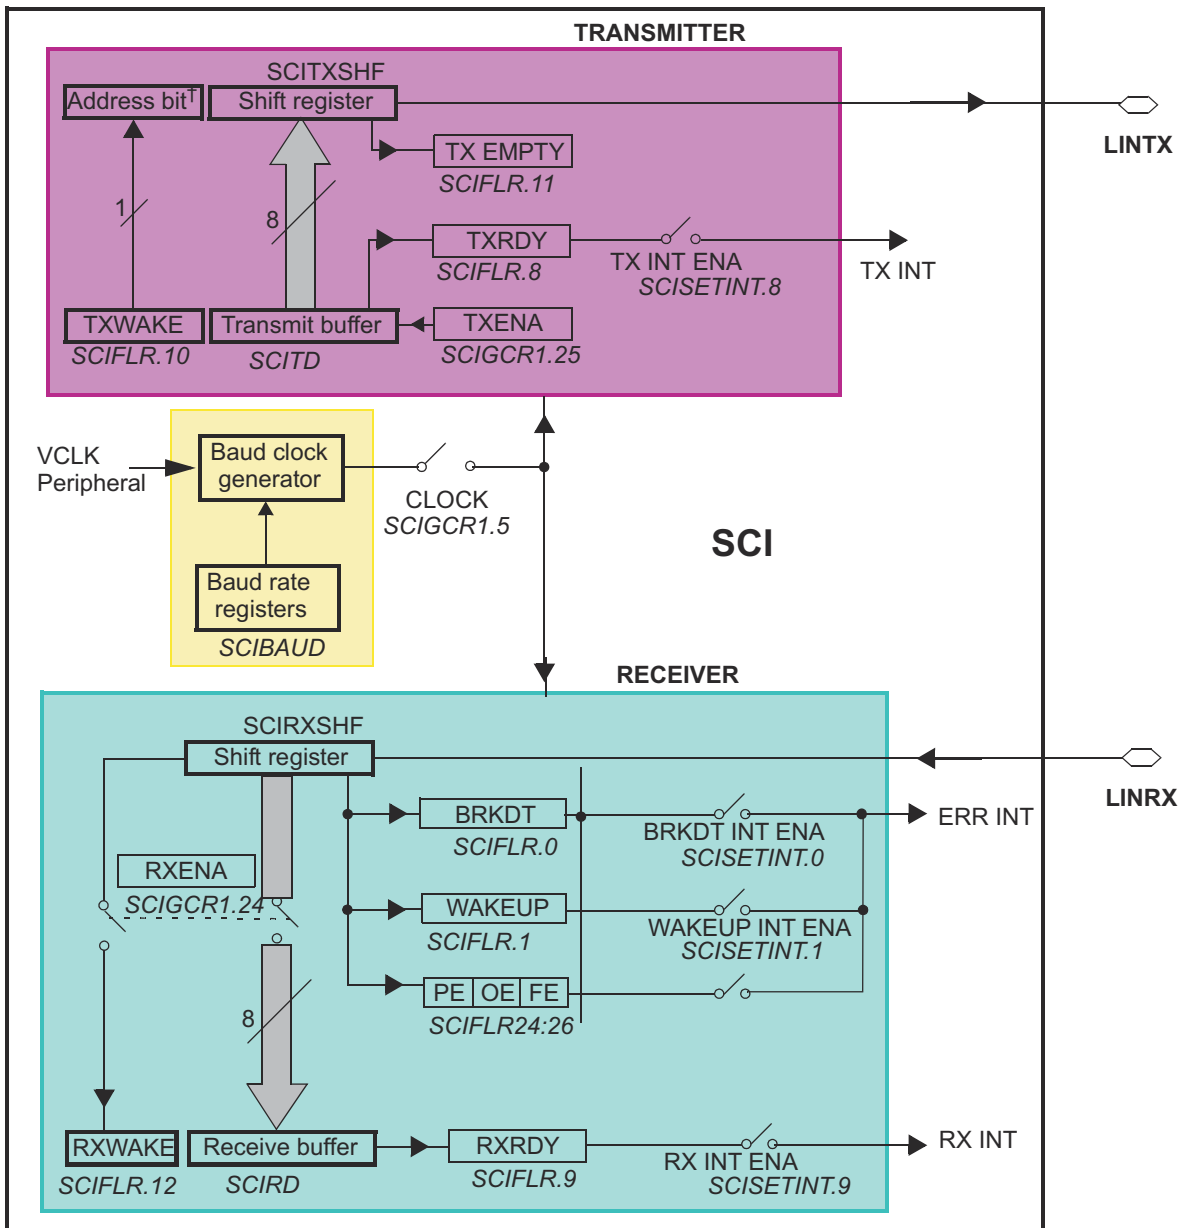 TRANSMITTER
SCITXSHF
Address bit†
Shift register
LINTX
TX EMPTY
SCIFLR.11
1
8
TXRDY
SCIFLR.8
TX INT ENA
SCISETINT.8
TX INT
TXWAKE
SCIFLR.10
Transmit buffer
SCITD
TXENA
SCIGCR1.25
VCLK
Peripheral
Baud clock
generator
CLOCK
SCIGCR1.5
SCI
Baud rate
registers
SCIBAUD
RECEIVER
SCIRXSHF
Shift register
LINRX
BRKDT
SCIFLR.0
BRKDT INT ENA
SCISETINT.0
ERR INT
RXENA
SCIGCR1.24
WAKEUP
SCIFLR.1
WAKEUP INT ENA
SCISETINT.1
PE OE FE
SCIFLR24:26
8
RXWAKE
SCIFLR.12
Receive buffer
SCIRD
RXRDY
SCIFLR.9
RX INT ENA
SCISETINT.9
RX INT